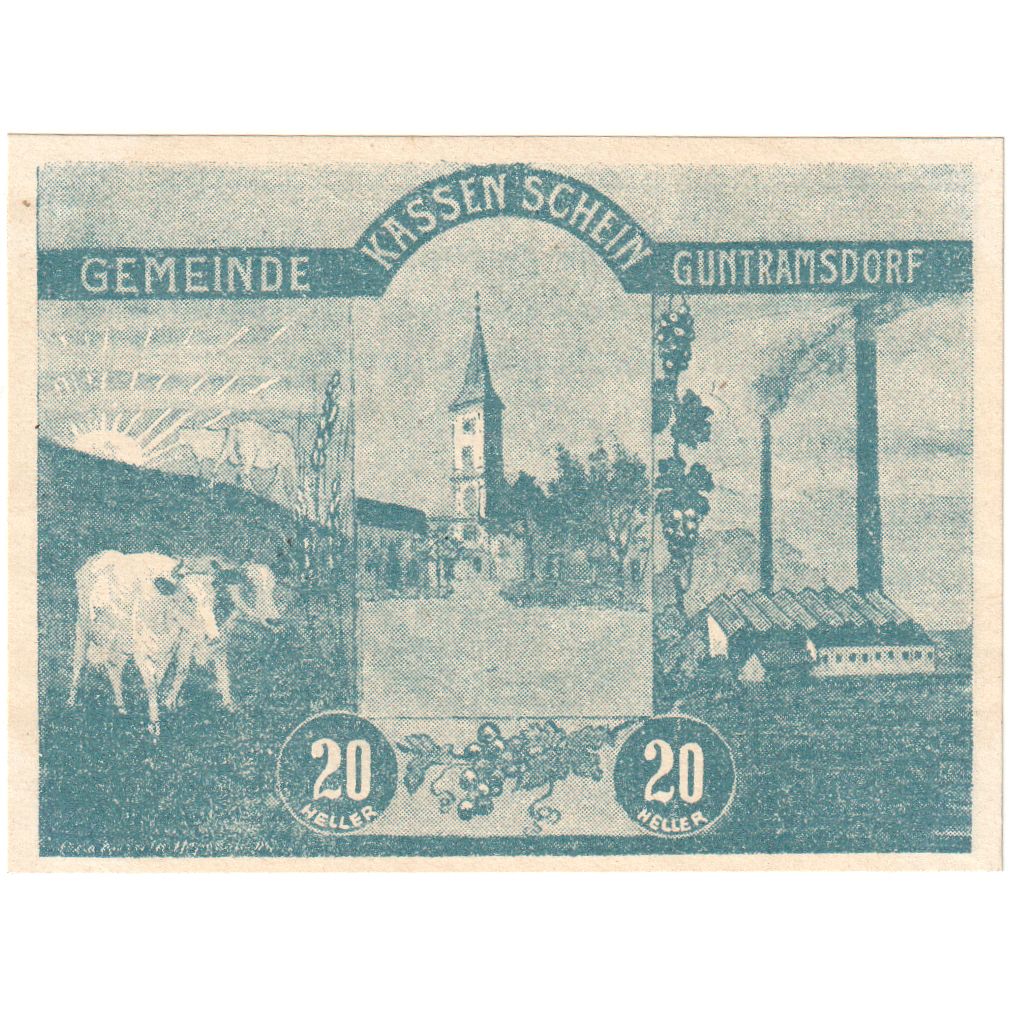 KASSEN SCHEIN
GEMEINDE GUNTRAMSDORF
20 HELLER
20 HELLER